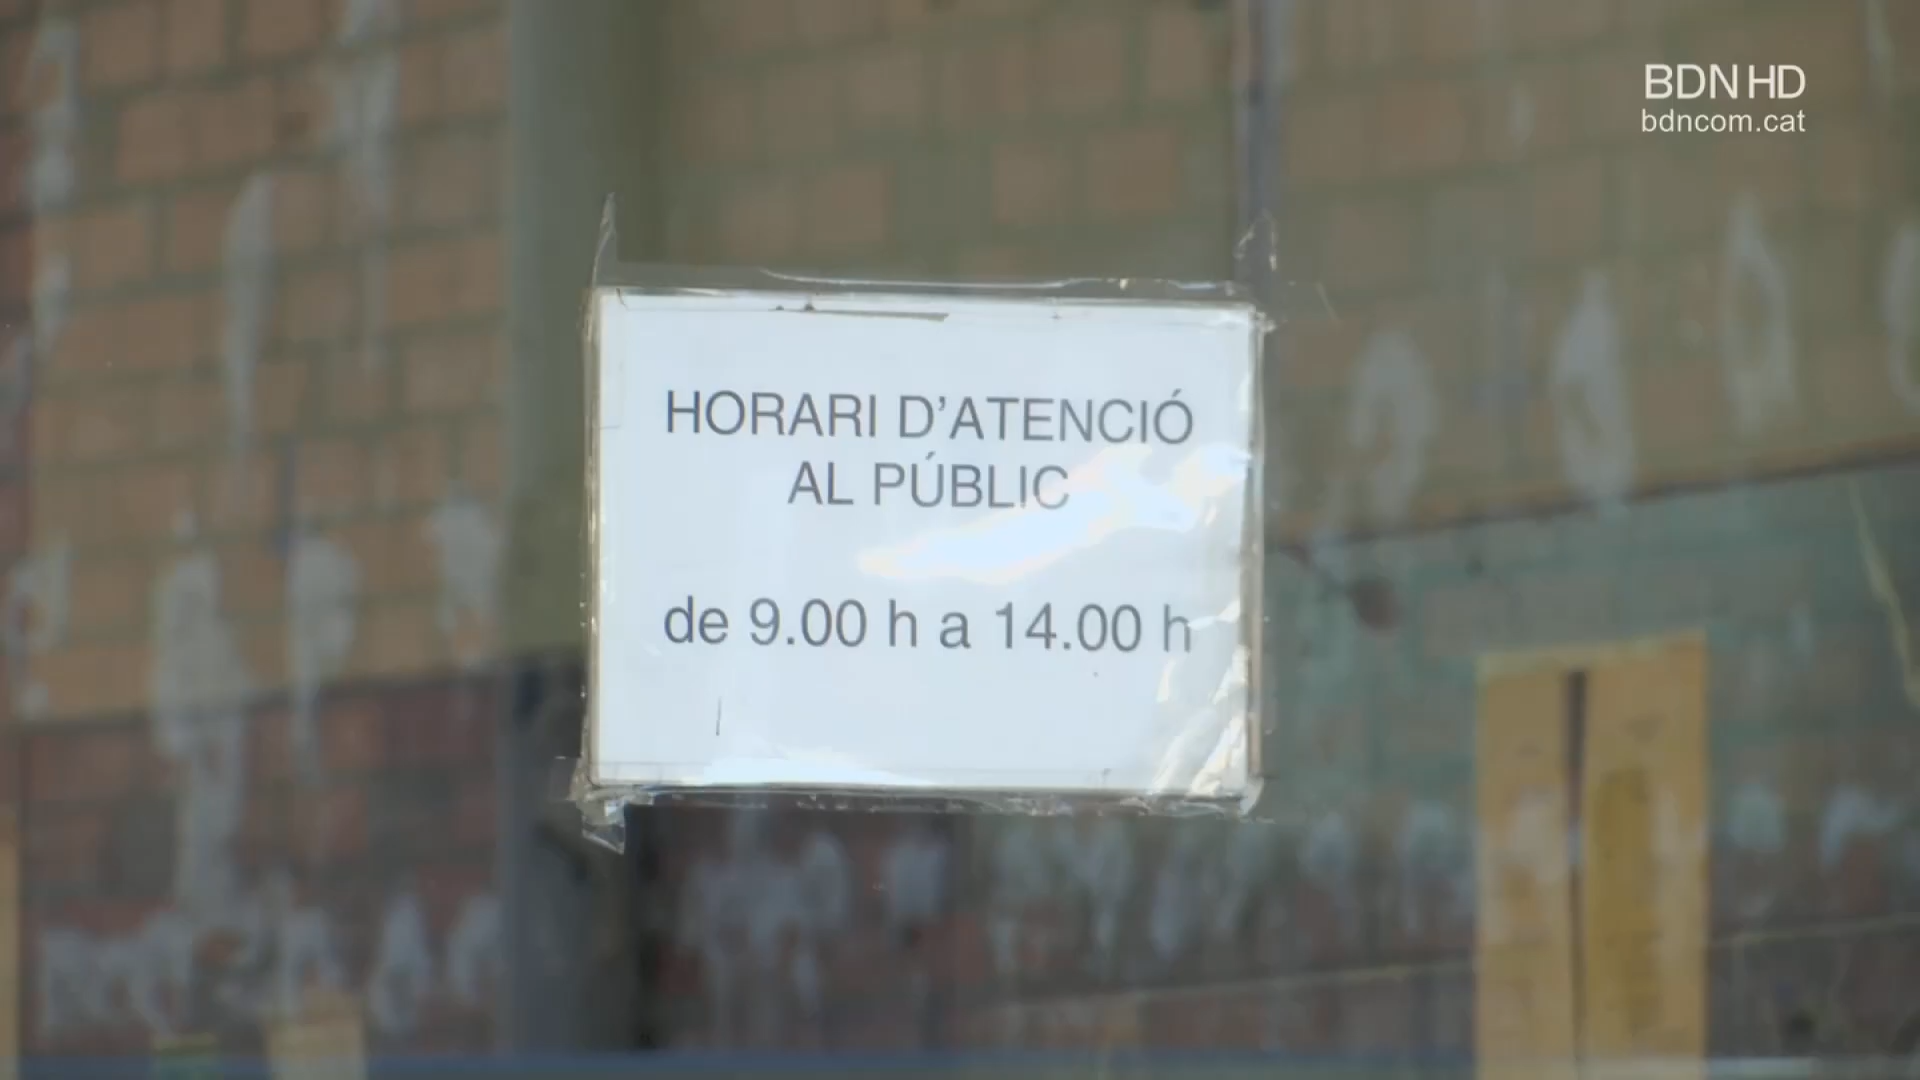 BDN HD
bdncom.cat
HORARI D'ATENCIÓ
AL PÚBLIC
de 9.00 h a 14.00 h